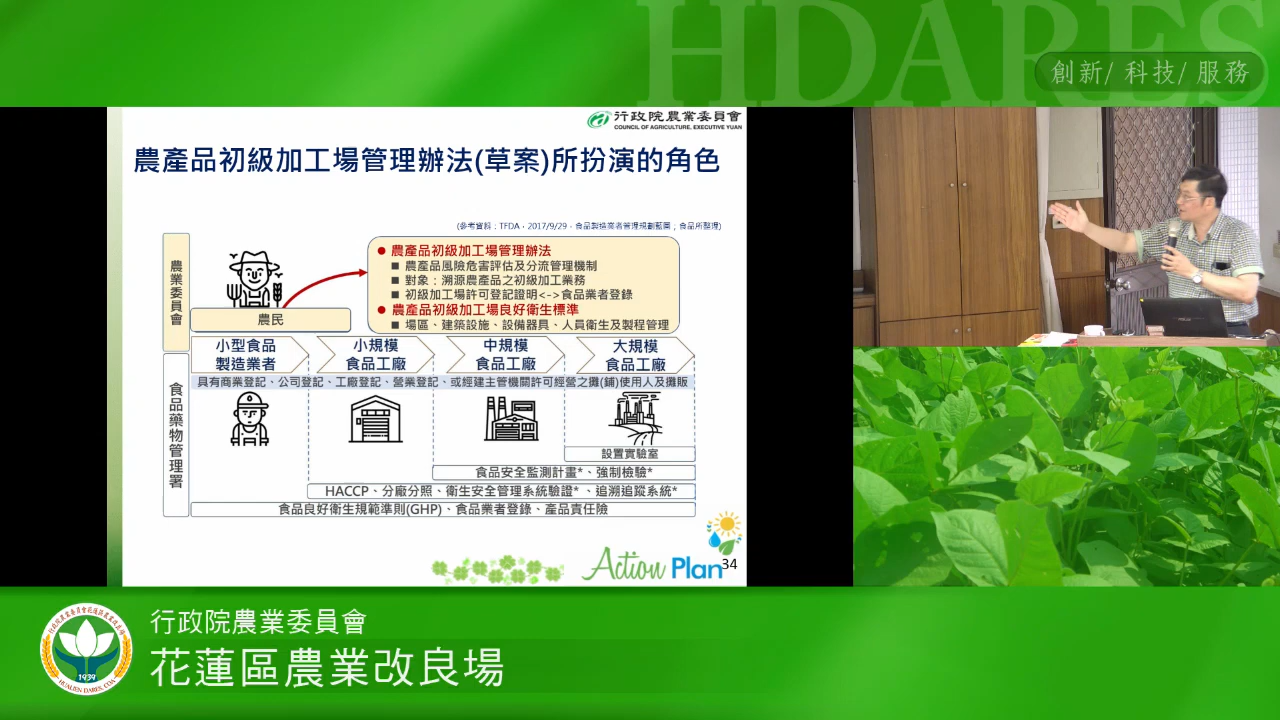 HDARES
創新/ 科技/ 服務
行政院農業委員會
COUNCIL OF AGRICULTURE, EXECUTIVE YUAN
農產品初級加工場管理辦法(草案)所扮演的角色
(參考資料：TFDA，2017/9/29，食品製造業者管理規劃藍圖；食品所整理)
農業委員會
農民
● 農產品初級加工場管理辦法
■ 農產品風險危害評估及分流管理機制
■ 對象：溯源農產品之初級加工業務
■ 初級加工場許可登記證明<->食品業者登錄
● 農產品初級加工場良好衛生標準
■ 場區、建築設施、設備器具、人員衛生及製程管理
食品藥物管理署
小型食品
製造業者
小規模
食品工廠
中規模
食品工廠
大規模
食品工廠
具有商業登記、公司登記、工廠登記、營業登記、或經建主管機關許可經營之攤(鋪)使用人及攤販
設置實驗室
食品安全監測計畫*、強制檢驗*
HACCP、分廠分照、衛生安全管理系統驗證* 、追溯追蹤系統*
食品良好衛生規範準則(GHP)、食品業者登錄、產品責任險
Action Plan
34
行政院農業委員會
花蓮區農業改良場
1939
HUALIEN DARES, COA